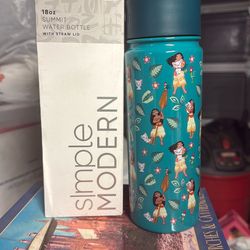 18oz
SUMMIT
WATER BOTTLE
WITH STRAW LID
simple
MODERN